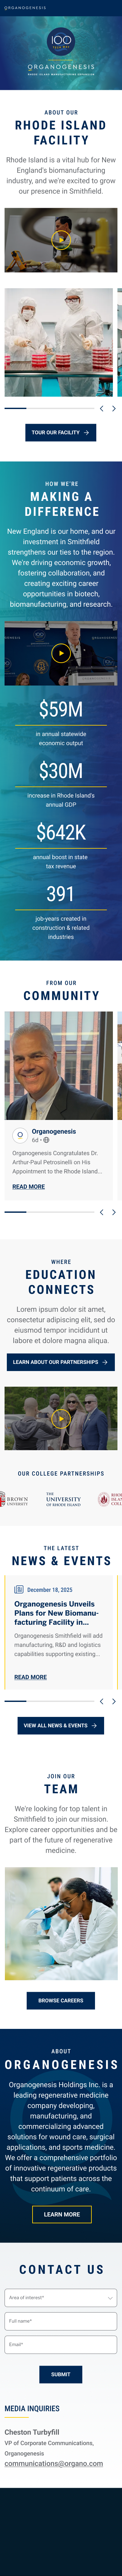 ORGANOGENESIS
100
ORGANOGENESIS
RHODE ISLAND MANUFACTURING PROGRAM
ABOUT OUR
RHODE ISLAND
FACILITY
Rhode Island is a vital hub for New
England's biomanufacturing
industry, and we're excited to grow
our presence in Smithfield.
TOUR OUR FACILITY
HOW WE'RE
MAKING A
DIFFERENCE
New England is our home, and our
investment in Smithfield
strengthens our ties to the region.
We're driving economic growth,
fostering collaboration, and
creating exciting career
opportunities in biotech,
biomanufacturing, and research.
$59M
in annual statewide
economic output
$30M
increase in Rhode Island's
annual GDP
$642K
annual boost in state
tax revenue
391
job-years created in
construction & related
industries
FROM OUR
COMMUNITY
Organogenesis
6d •
Organogenesis Congratulates Dr.
Arthur-Paul Petrosinelli on His
Appointment to the Rhode Island...
READ MORE
WHERE
EDUCATION
CONNECTS
Lorem ipsum dolor sit amet,
consectetur adipiscing elit, sed do
eiusmod tempor incididunt ut
labore et dolore magna aliqua.
LEARN ABOUT OUR PARTNERSHIPS
OUR COLLEGE PARTNERSHIPS
BROWN
UNIVERSITY
THE
UNIVERSITY
OF RHODE ISLAND
THE LATEST
NEWS & EVENTS
December 18, 2025
Organogenesis Unveils
Plans for New Bioman­u-
facturing Facility in...
Organogenesis Smithfield will add
manufacturing, R&D and logistics
capabilities supporting existing...
READ MORE
VIEW ALL NEWS & EVENTS
JOIN OUR
TEAM
We're looking for top talent in
Smithfield to join our mission.
Explore career opportunities and be
part of the future of regenerative
medicine.
BROWSE CAREERS
ABOUT
ORGANOGENESIS
Organogenesis Holdings Inc. is a
leading regenerative medicine
company developing,
manufacturing, and
commercializing advanced
solutions for wound care, surgical
applications, and sports medicine.
We offer a comprehensive portfolio
of innovative regenerative products
that support patients across the
continuum of care.
LEARN MORE
CONTACT US
Area of interest*
Full name*
Email*
SUBMIT
MEDIA INQUIRIES
Cheston Turbyfill
VP of Corporate Communications,
Organogenesis
communications@organo.com